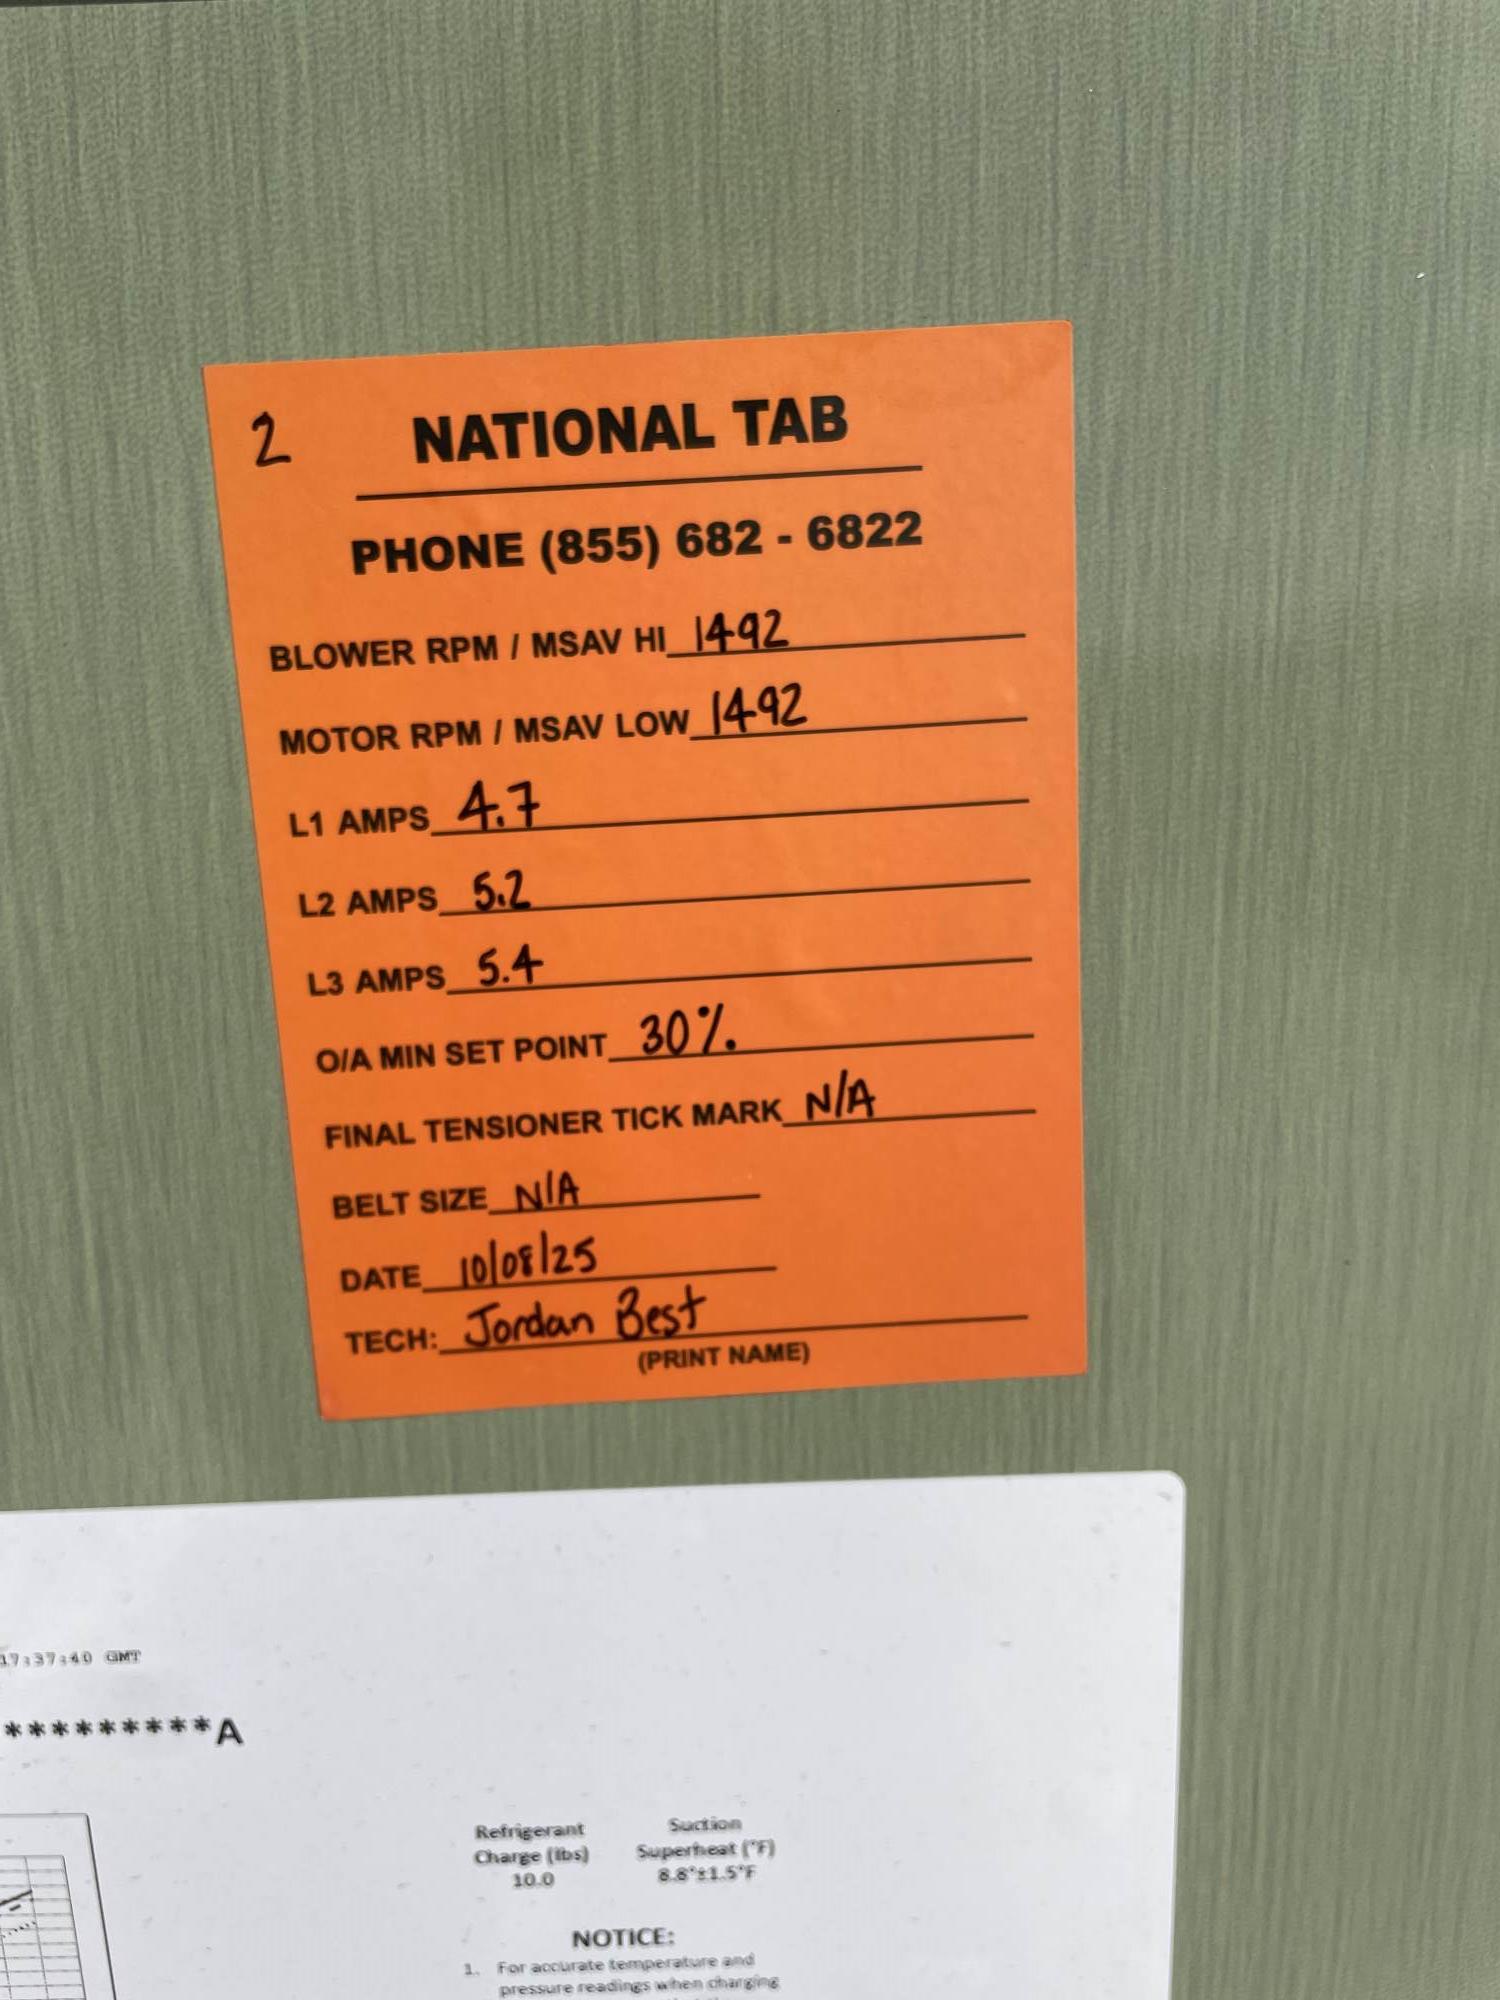 2 NATIONAL TAB
PHONE (855) 682 - 6822
BLOWER RPM / MSAV HI 1492
MOTOR RPM / MSAV LOW 1492
L1 AMPS 4.7
L2 AMPS 5.2
L3 AMPS 5.4
O/A MIN SET POINT 30%
FINAL TENSIONER TICK MARK N/A
BELT SIZE N/A
DATE 10/08/25
TECH: Jordan Best
(PRINT NAME)
17:37:40 GMT
*********A
Refrigerant
Charge (lbs)
10.0
Suction
Superheat (°F)
8.8°±1.5°F
NOTICE:
1. For accurate temperature and
pressure readings when charging